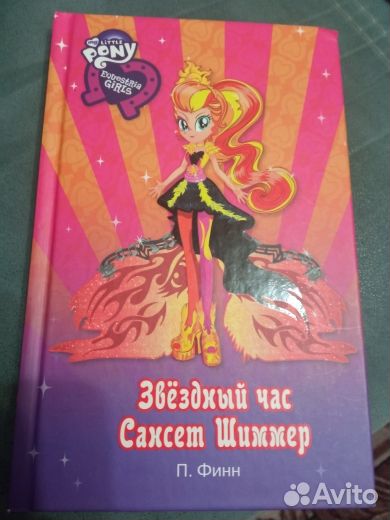 my LITTLE
PONY
EQUESTRIA
GIRLS
Звёздный час
Сансет Шиммер
П. Финн
Avito